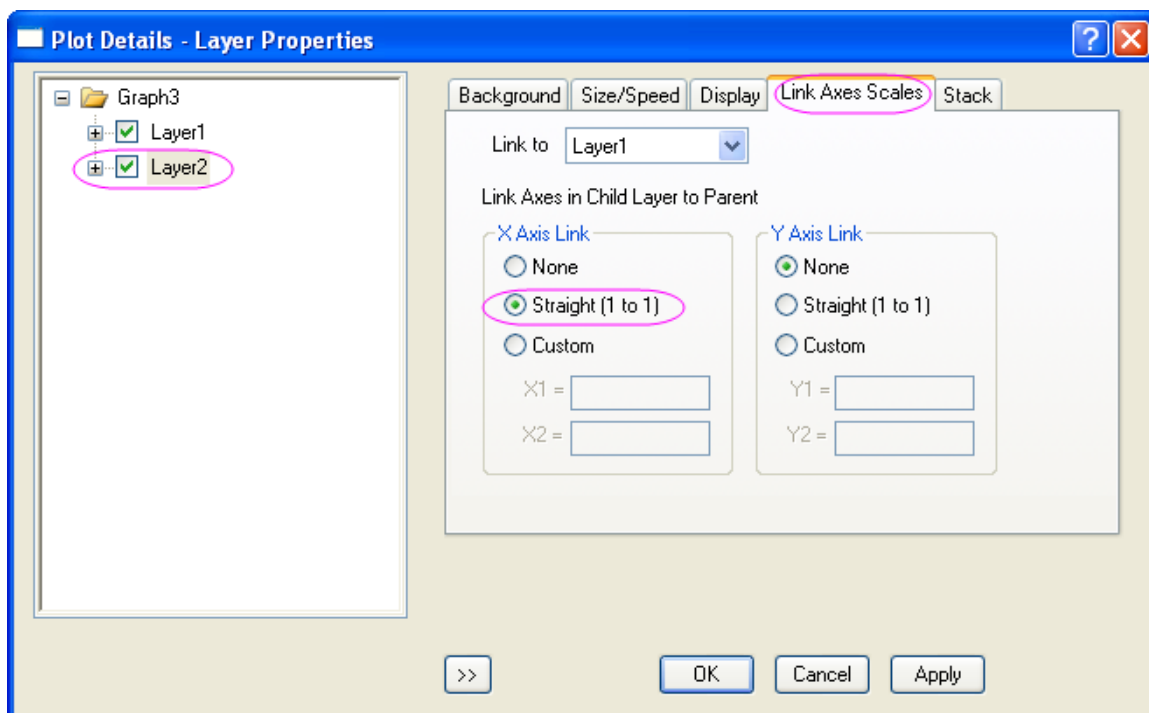 Plot Details - Layer Properties
Graph3
Layer1
Layer2
Background Size/Speed Display Link Axes Scales Stack
Link to Layer1
Link Axes in Child Layer to Parent
X Axis Link Y Axis Link
None None
Straight (1 to 1) Straight (1 to 1)
Custom Custom
X1 = Y1 =
X2 = Y2 =
>> OK Cancel Apply